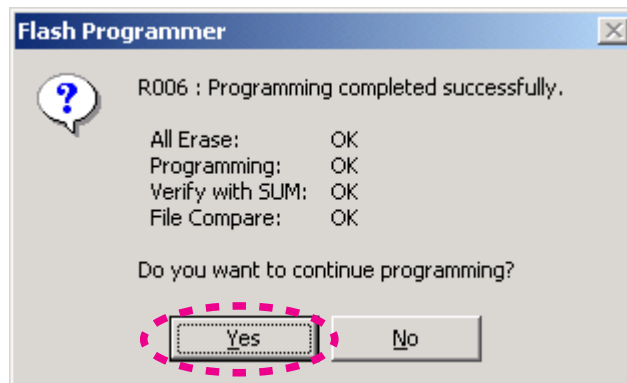 Flash Programmer
R006 : Programming completed successfully.
All Erase: OK
Programming: OK
Verify with SUM: OK
File Compare: OK
Do you want to continue programming?
Yes No